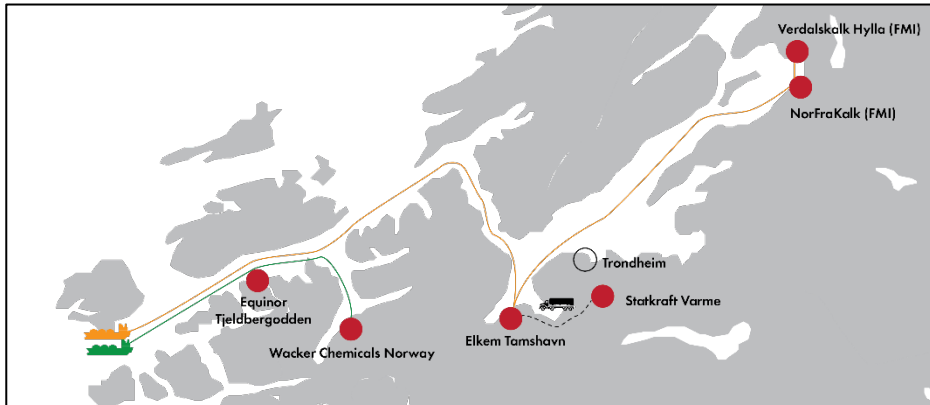 Verdalskalk Hylla (FMI)
NorFraKalk (FMI)
Trondheim
Statkraft Varme
Equinor
Tjeldbergodden
Elkem Tamshavn
Wacker Chemicals Norway